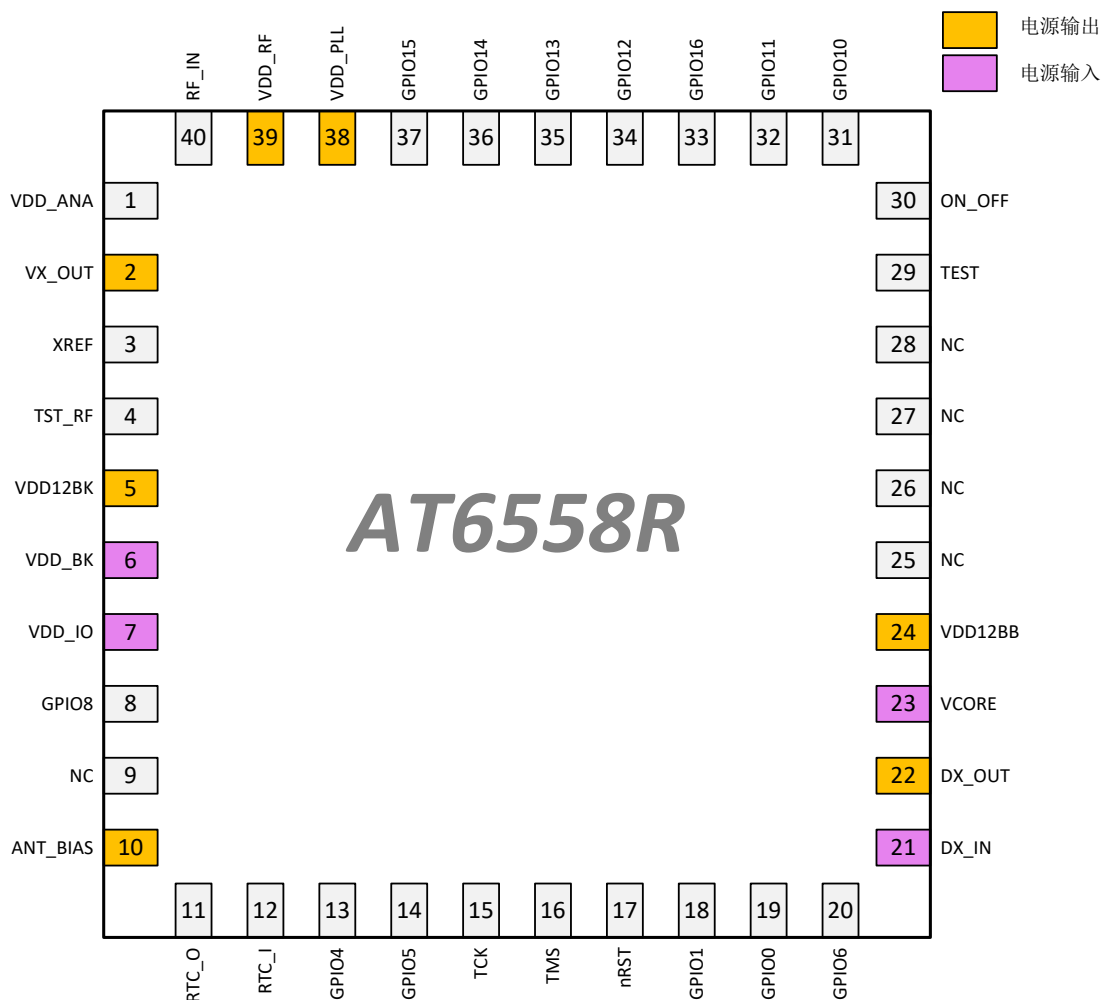 电源输出
电源输入
RF_IN
VDD_RF
VDD_PLL
GPIO15
GPIO14
GPIO13
GPIO12
GPIO16
GPIO11
GPIO10
40
39
38
37
36
35
34
33
32
31
VDD_ANA 1
30 ON_OFF
VX_OUT 2
29 TEST
XREF 3
28 NC
TST_RF 4
27 NC
VDD12BK 5
26 NC
AT6558R
VDD_BK 6
25 NC
VDD_IO 7
24 VDD12BB
GPIO8 8
23 VCORE
NC 9
22 DX_OUT
ANT_BIAS 10
21 DX_IN
11
12
13
14
15
16
17
18
19
20
RTC_O
RTC_I
GPIO4
GPIO5
TCK
TMS
nRST
GPIO1
GPIO0
GPIO6